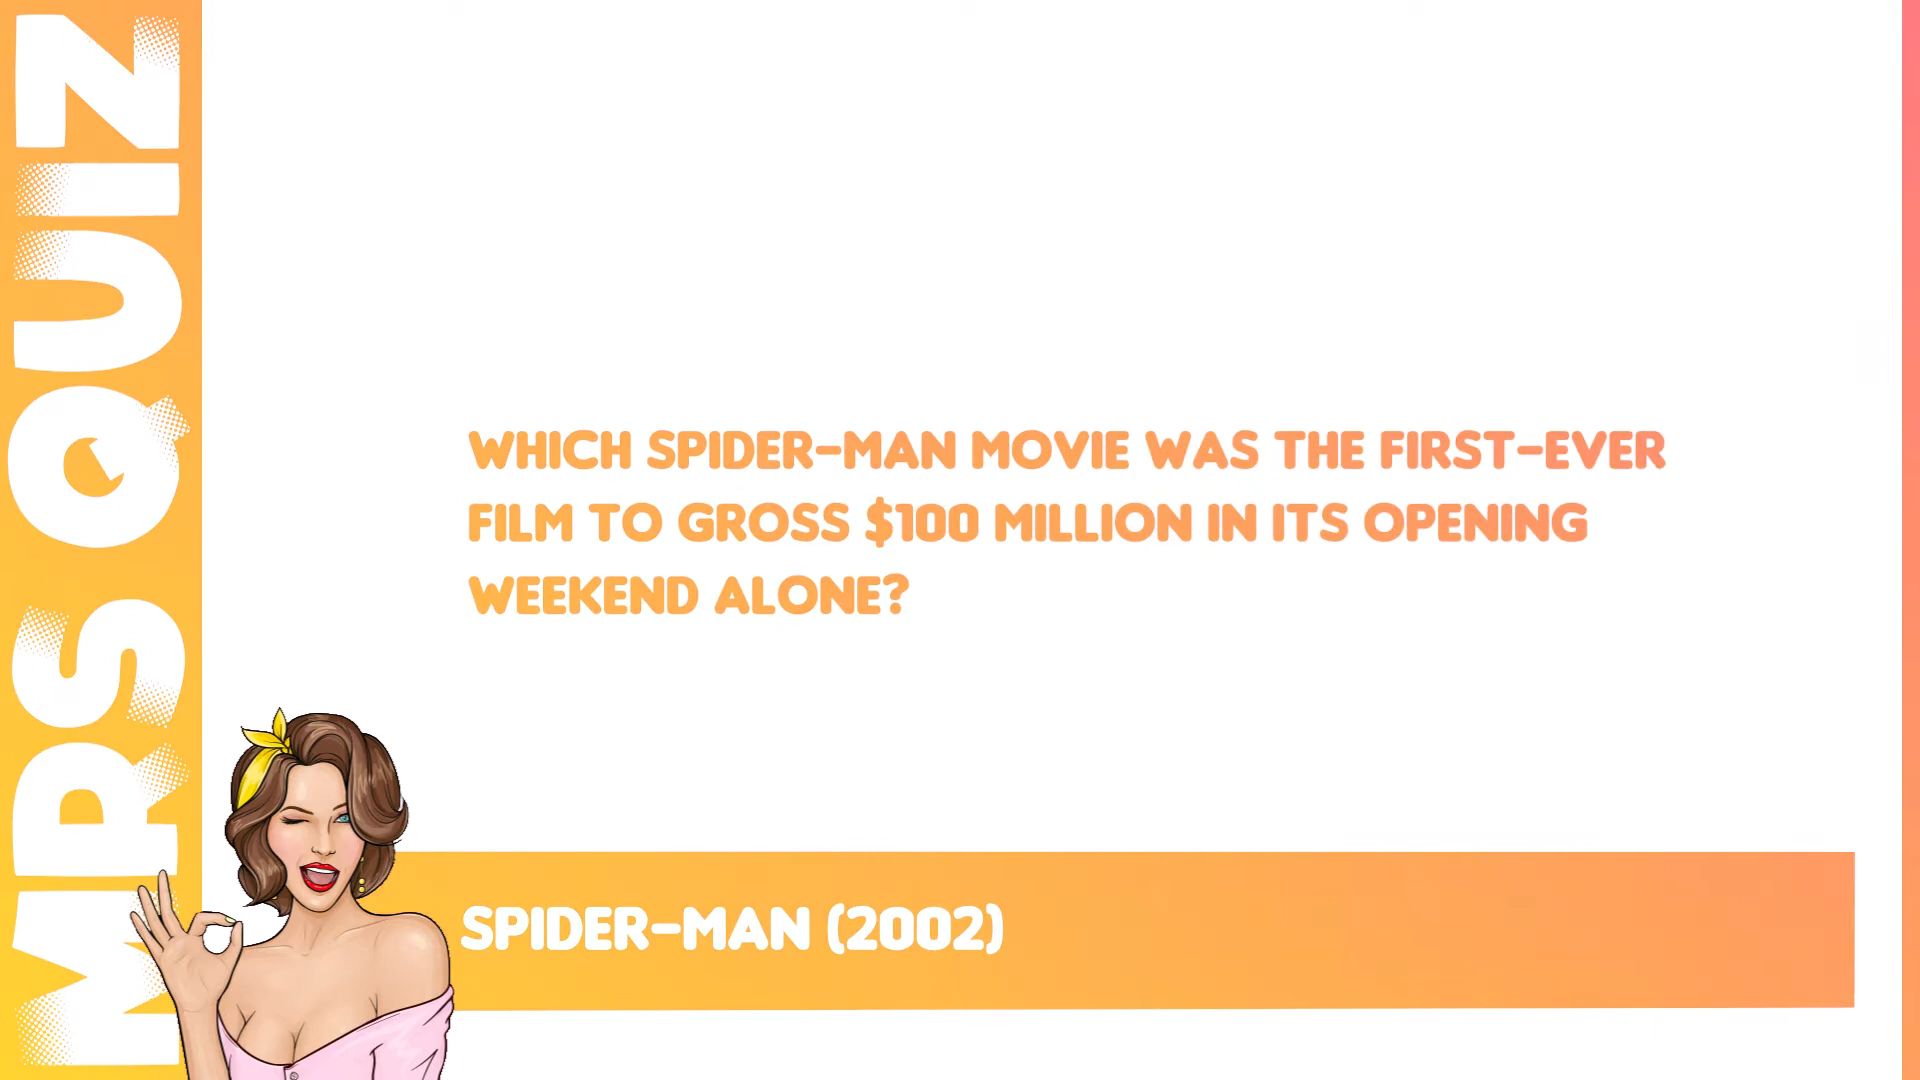 MRS QUIZ
WHICH SPIDER-MAN MOVIE WAS THE FIRST-EVER
FILM TO GROSS $100 MILLION IN ITS OPENING
WEEKEND ALONE?
SPIDER-MAN (2002)